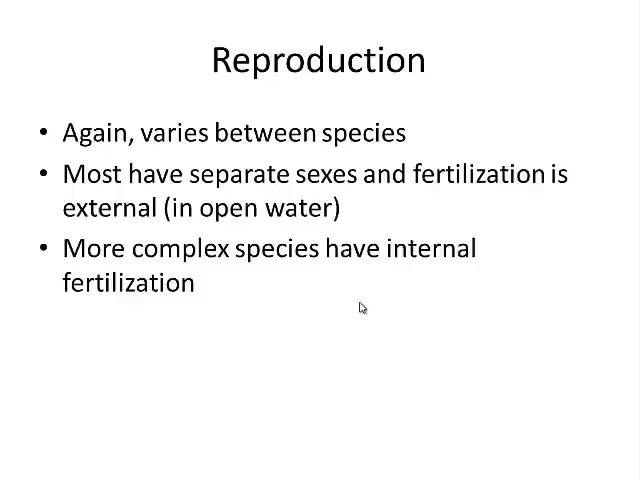 Reproduction
• Again, varies between species
• Most have separate sexes and fertilization is
external (in open water)
• More complex species have internal
fertilization